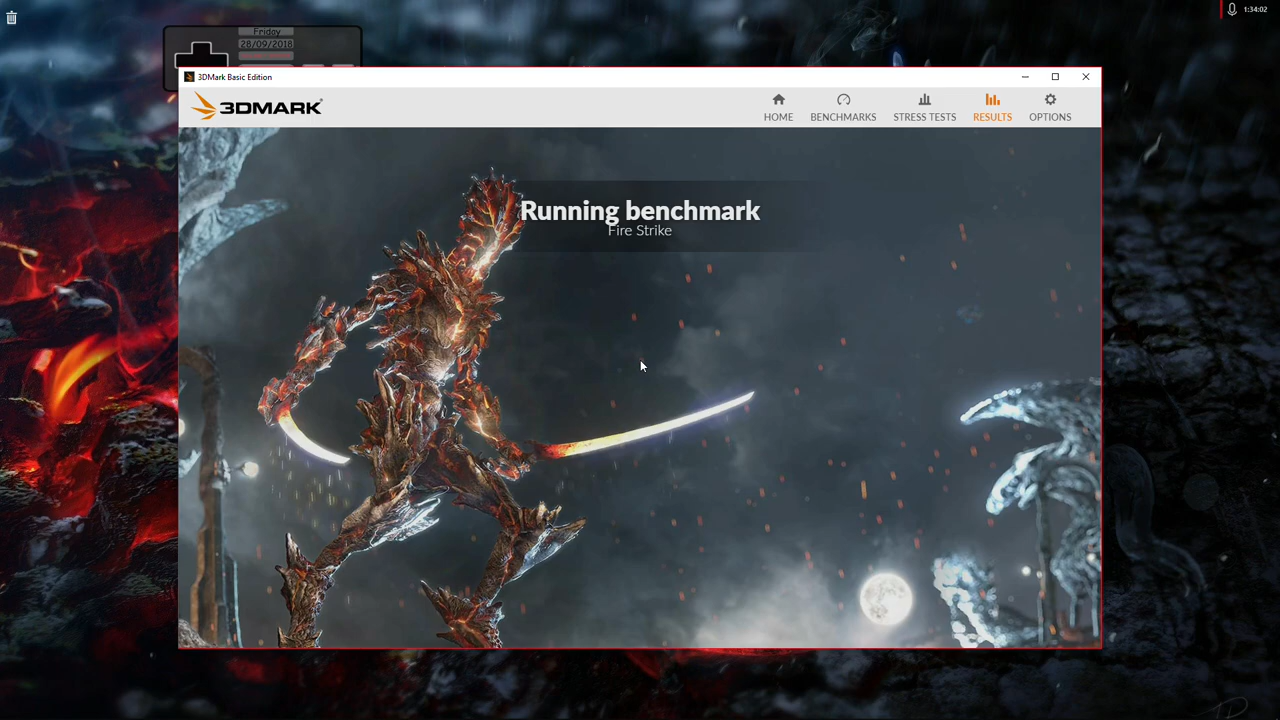 1:34:02
Friday
28/09/2018
3DMark Basic Edition
3DMARK
HOME
BENCHMARKS
STRESS TESTS
RESULTS
OPTIONS
Running benchmark
Fire Strike